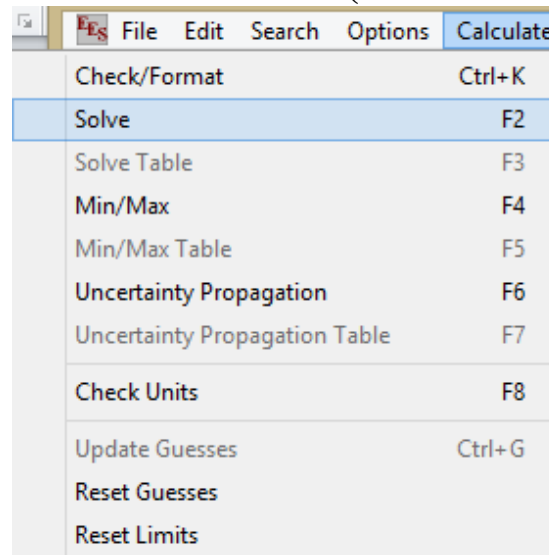 EES File Edit Search Options Calculate
Check/Format Ctrl+K
Solve F2
Solve Table F3
Min/Max F4
Min/Max Table F5
Uncertainty Propagation F6
Uncertainty Propagation Table F7
Check Units F8
Update Guesses Ctrl+G
Reset Guesses
Reset Limits